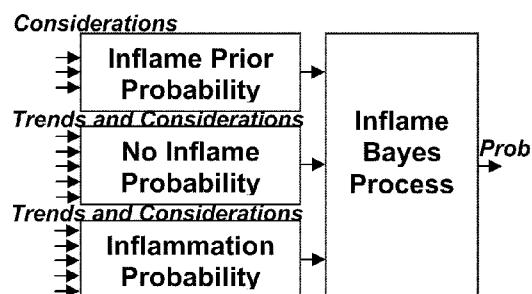 Considerations
Inflame Prior
Probability
Trends and Considerations
No Inflame
Probability
Trends and Considerations
Inflammation
Probability
Inflame
Bayes
Process
Prob